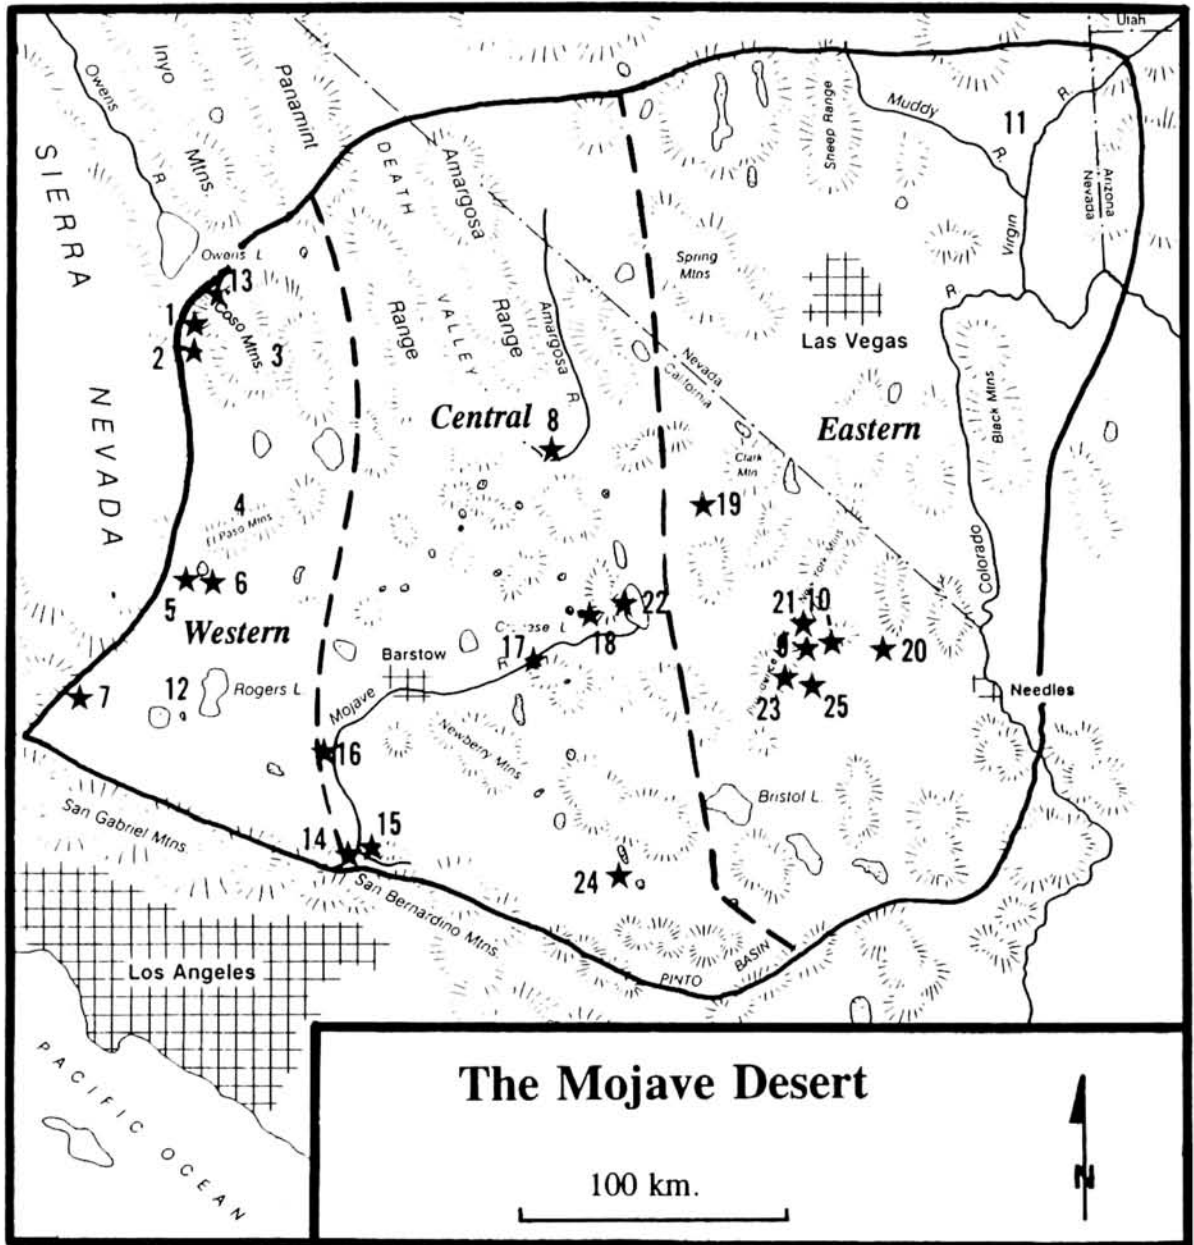 Utah
Owens
R.
Inyo
Mtns
Panamint
Range
DEATH
VALLEY
Amargosa
Range
Amargosa
R.
Muddy
R.
11
R.
Virgin
Nevada
Arizona
SIERRA
NEVADA
Owens L.
13
Coso Mtns
1
2
3
Spring
Mtns
Las Vegas
R.
Nevada
California
Black Mtns
Central
8
Eastern
Clark
Mtn
19
4
El Paso Mtns
5
6
Western
22
18
17
21
10
9
20
23
25
Colorado
Needles
Barstow
R.
Mojave
7
12
Rogers L.
16
Newberry Mtns
Bristol L.
14
15
24
San Gabriel Mtns.
San Bernardino Mtns.
PINTO
BASIN
Los Angeles
PACIFIC OCEAN
The Mojave Desert
100 km.
N